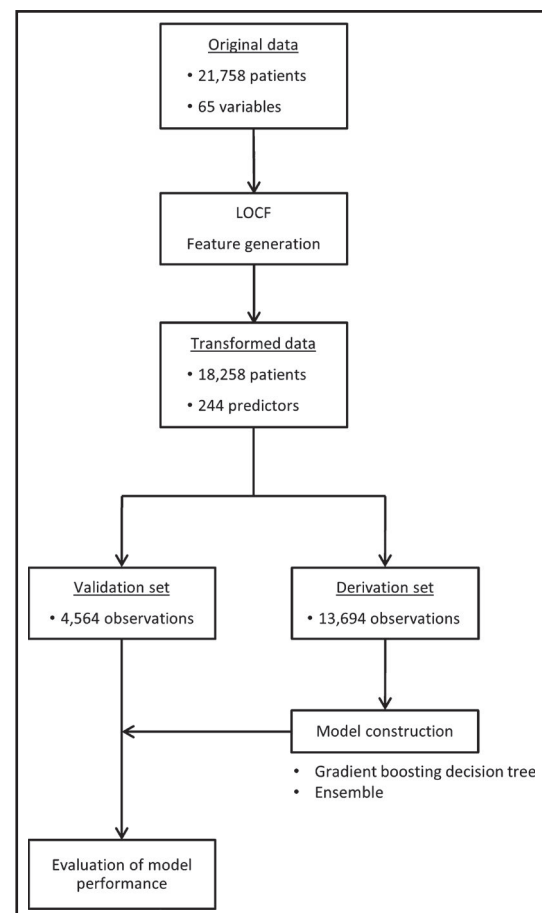 Original data
• 21,758 patients
• 65 variables
LOCF
Feature generation
Transformed data
• 18,258 patients
• 244 predictors
Validation set
• 4,564 observations
Derivation set
• 13,694 observations
Model construction
• Gradient boosting decision tree
• Ensemble
Evaluation of model
performance